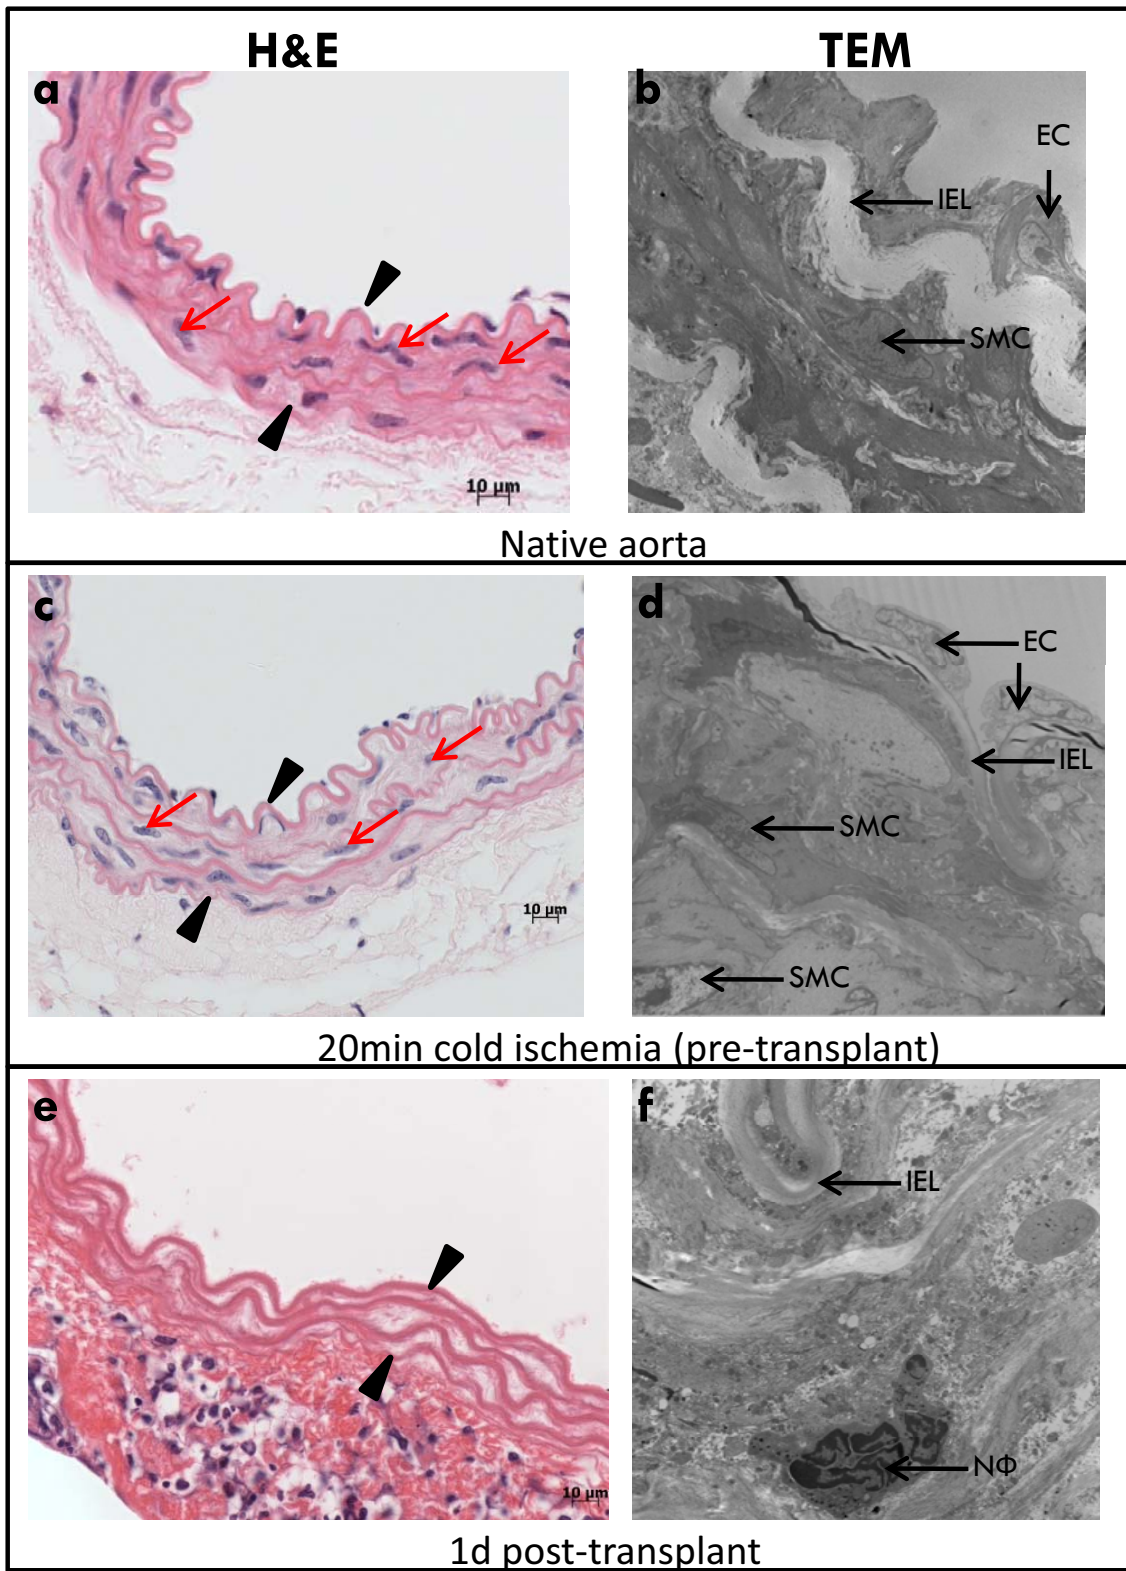 H&E
TEM
a
b
EC
IEL
SMC
10 µm
Native aorta
c
d
EC
IEL
SMC
SMC
10 µm
20min cold ischemia (pre-transplant)
e
f
IEL
NΦ
10 µm
1d post-transplant